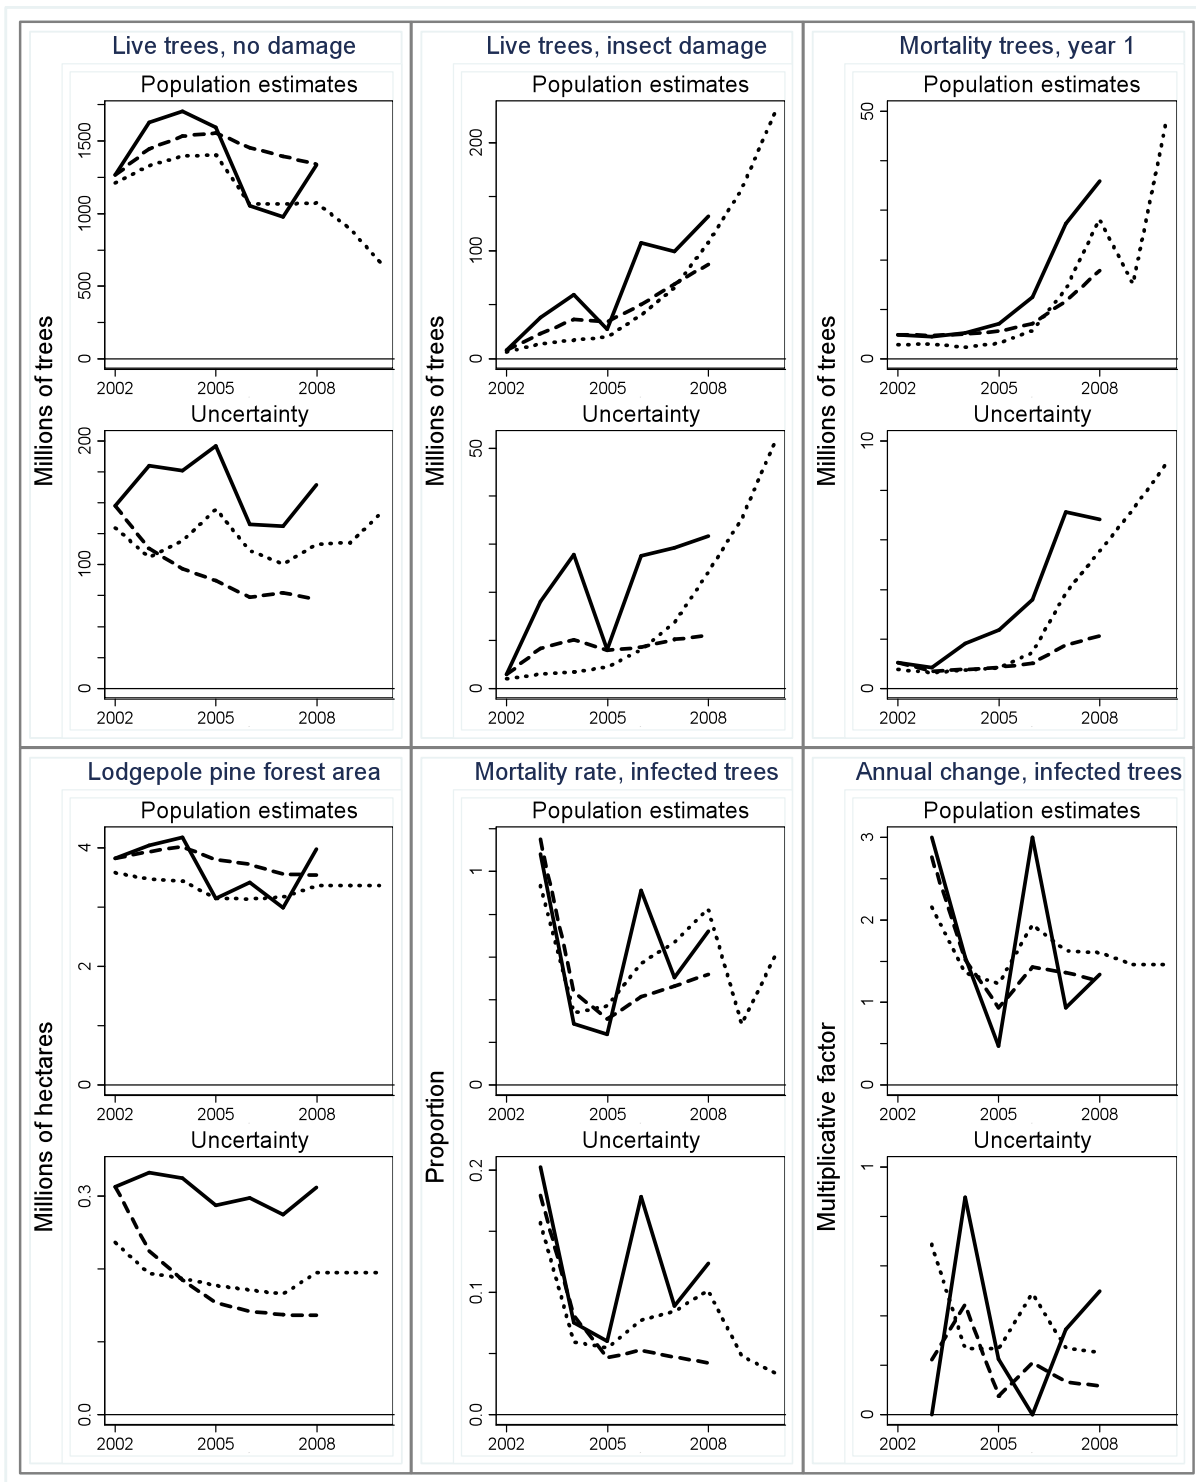 Live trees, no damage
Population estimates
Millions of trees
1500
1000
500
0
2002 2005 2008
Uncertainty
200
100
0
2002 2005 2008
Live trees, insect damage
Population estimates
Millions of trees
200
100
0
2002 2005 2008
Uncertainty
50
0
2002 2005 2008
Mortality trees, year 1
Population estimates
Millions of trees
50
0
2002 2005 2008
Uncertainty
10
0
2002 2005 2008
Lodgepole pine forest area
Population estimates
Millions of hectares
4
2
0
2002 2005 2008
Uncertainty
0.3
0.0
2002 2005 2008
Mortality rate, infected trees
Population estimates
Proportion
1
0
2002 2005 2008
Uncertainty
0.2
0.1
0.0
2002 2005 2008
Annual change, infected trees
Population estimates
Multiplicative factor
3
2
1
0
2002 2005 2008
Uncertainty
1
0
2002 2005 2008